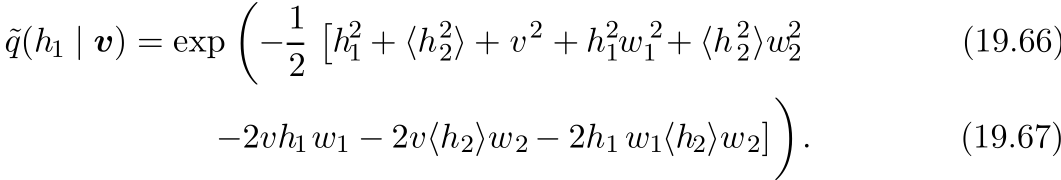 q̃(h₁ | v) = exp ( −1/2 [h₁² + ⟨h₂²⟩ + v² + h₁²w₁² + ⟨h₂²⟩w₂² (19.66)
−2vh₁w₁ − 2v⟨h₂⟩w₂ − 2h₁w₁⟨h₂⟩w₂] ) . (19.67)